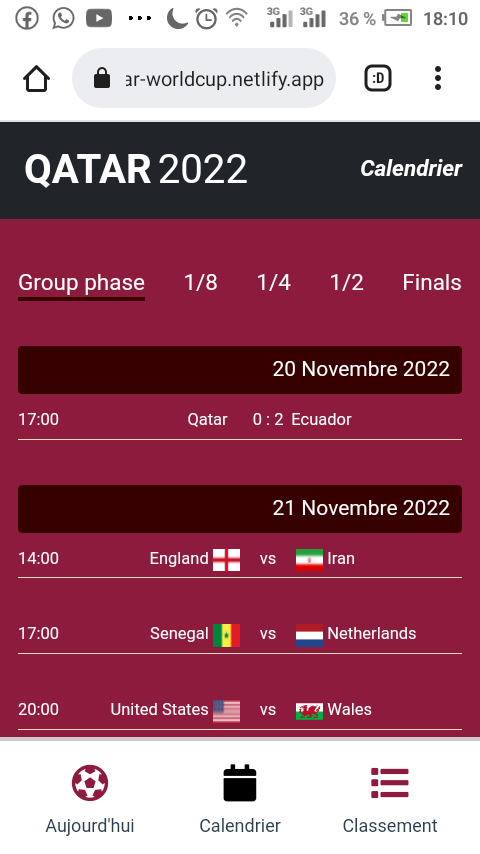 3G 3G 36 % 18:10
ar-worldcup.netlify.app :D
QATAR 2022 Calendrier
Group phase 1/8 1/4 1/2 Finals
20 Novembre 2022
17:00 Qatar 0 : 2 Ecuador
21 Novembre 2022
14:00 England vs Iran
17:00 Senegal vs Netherlands
20:00 United States vs Wales
Aujourd'hui Calendrier Classement